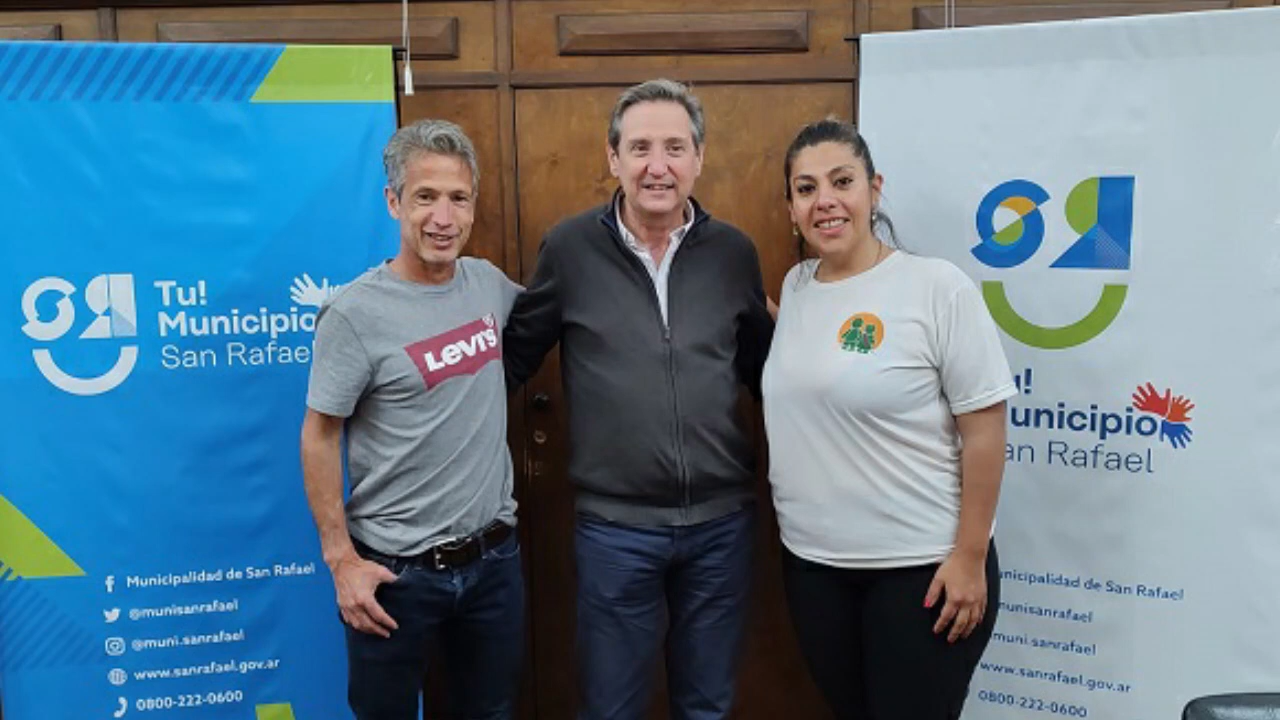 Tu!
Municipio
San Rafael
Municipalidad de San Rafael
@munisanrafael
@muni.sanrafael
www.sanrafael.gov.ar
0800-222-0600
Levi's
u!
unicipio
an Rafael
unicipalidad de San Rafael
munisanrafael
muni.sanrafael
www.sanrafael.gov.ar
0800-222-0600